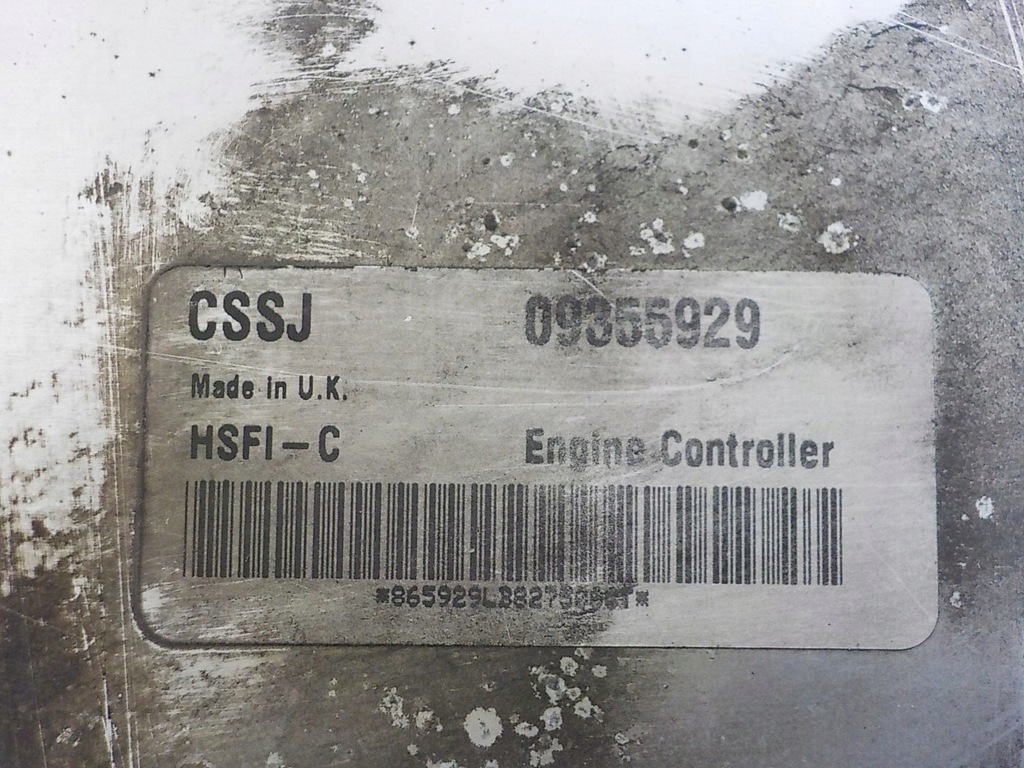 CSSJ 09355929
Made in U.K.
HSFI-C Engine Controller